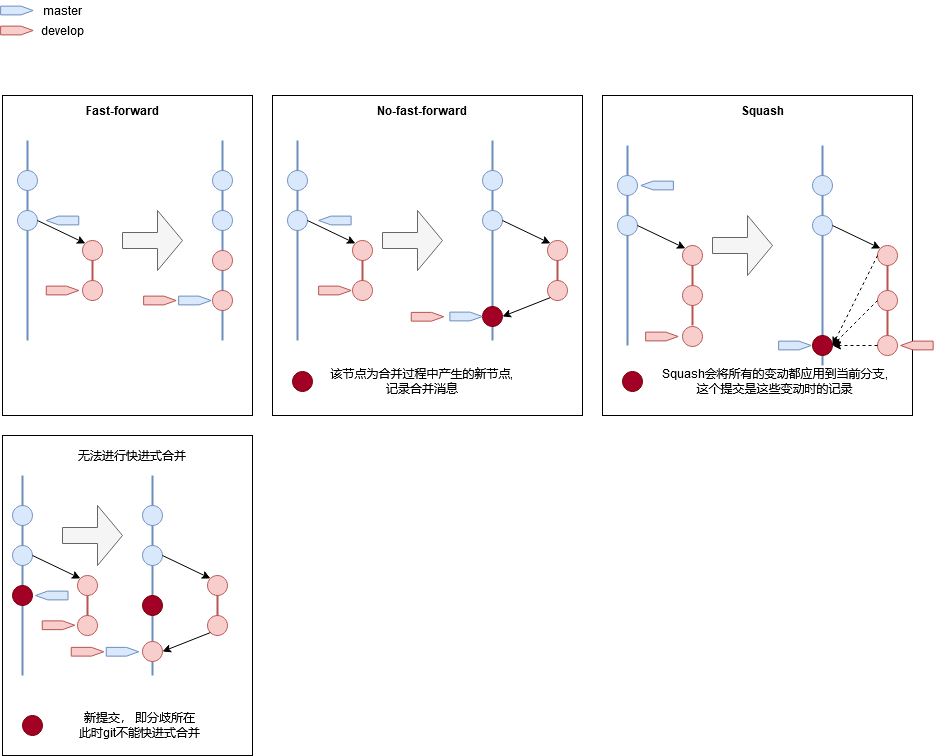 master
develop
Fast-forward
No-fast-forward
该节点为合并过程中产生的新节点,
记录合并消息
Squash
Squash会将所有的变动都应用到当前分支,
这个提交是这些变动时的记录
无法进行快进式合并
新提交， 即分歧所在
此时git不能快进式合并